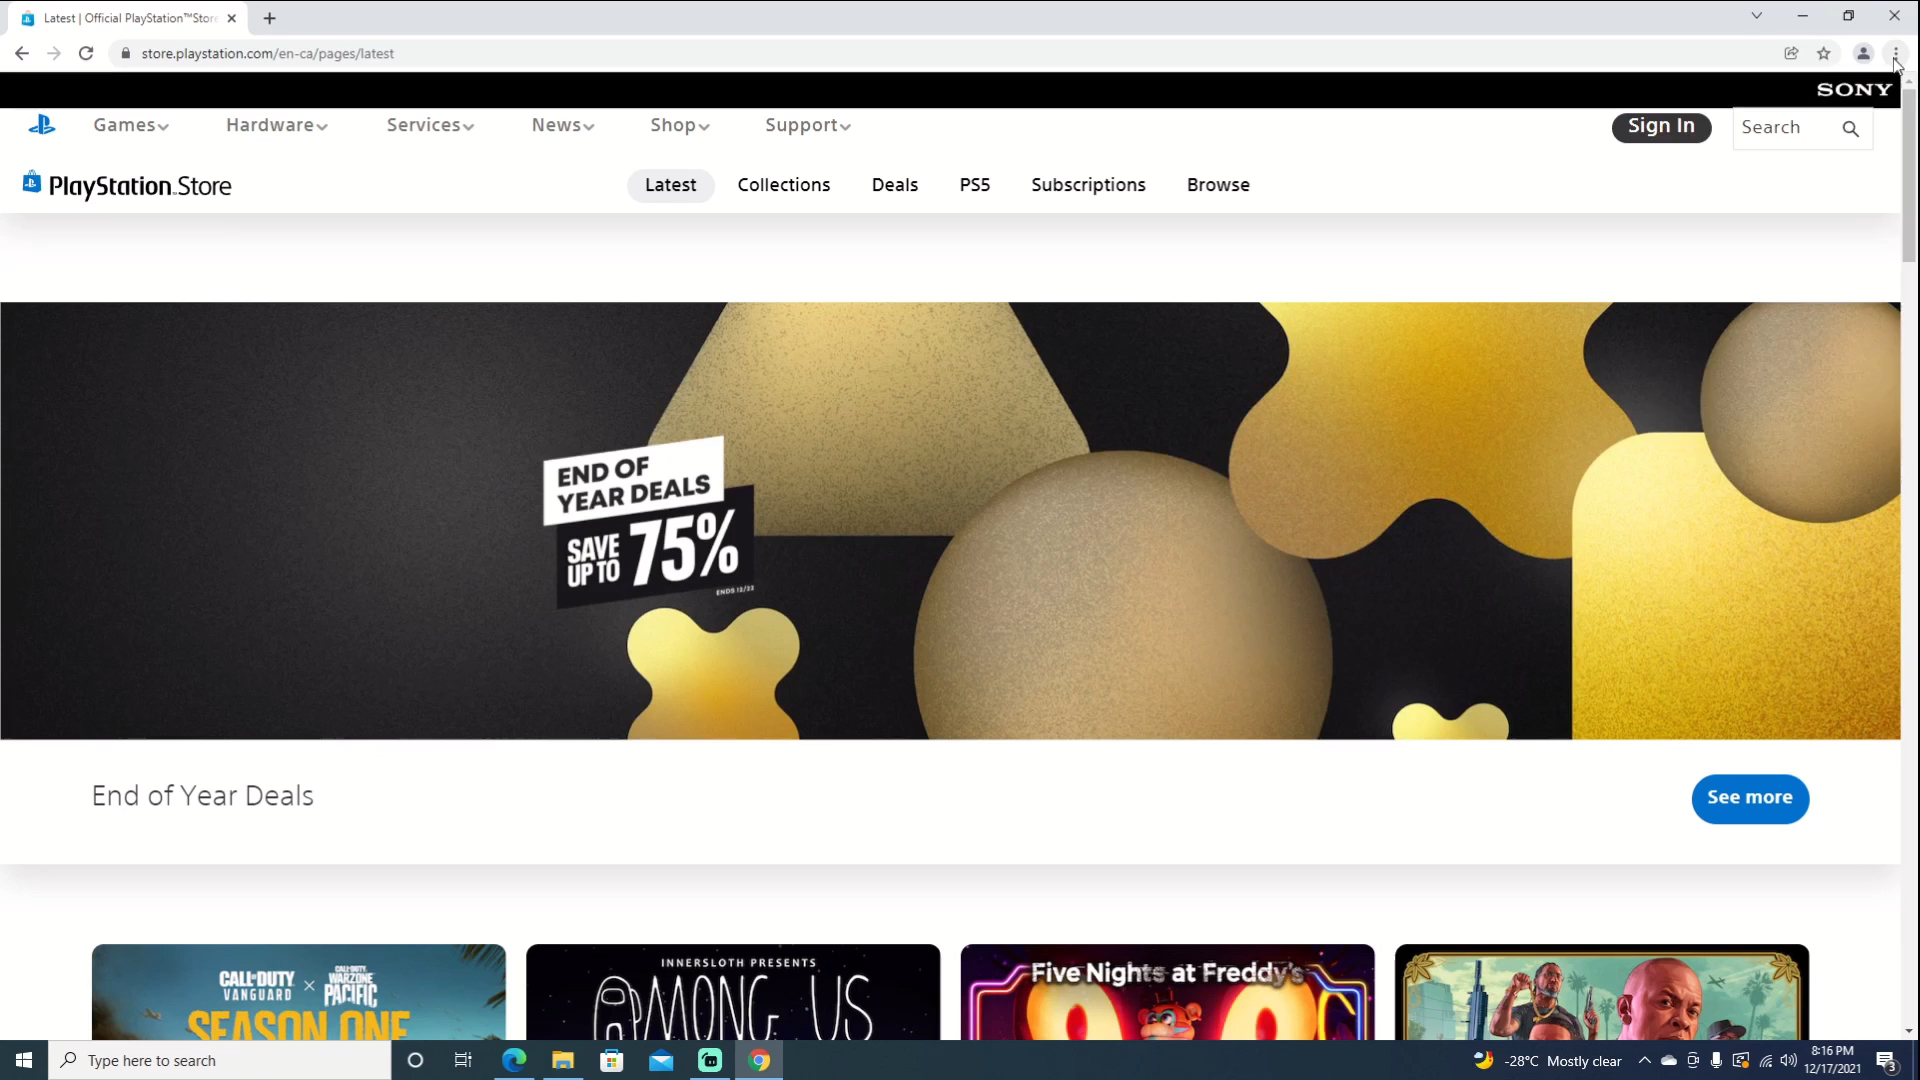 Latest | Official PlayStation™Store
store.playstation.com/en-ca/pages/latest
SONY
Games
Hardware
Services
News
Shop
Support
Sign In
Search
PlayStation Store
Latest
Collections
Deals
PS5
Subscriptions
Browse
END OF
YEAR DEALS
SAVE
UP TO
75%
ENDS 12/22
End of Year Deals
See more
CALL OF DUTY
VANGUARD
×
CALL OF DUTY
WARZONE
PACIFIC
SEASON ONE
INNERSLOTH PRESENTS
AMONG US
Five Nights at Freddy's
Type here to search
-28°C Mostly clear
8:16 PM
12/17/2021
3